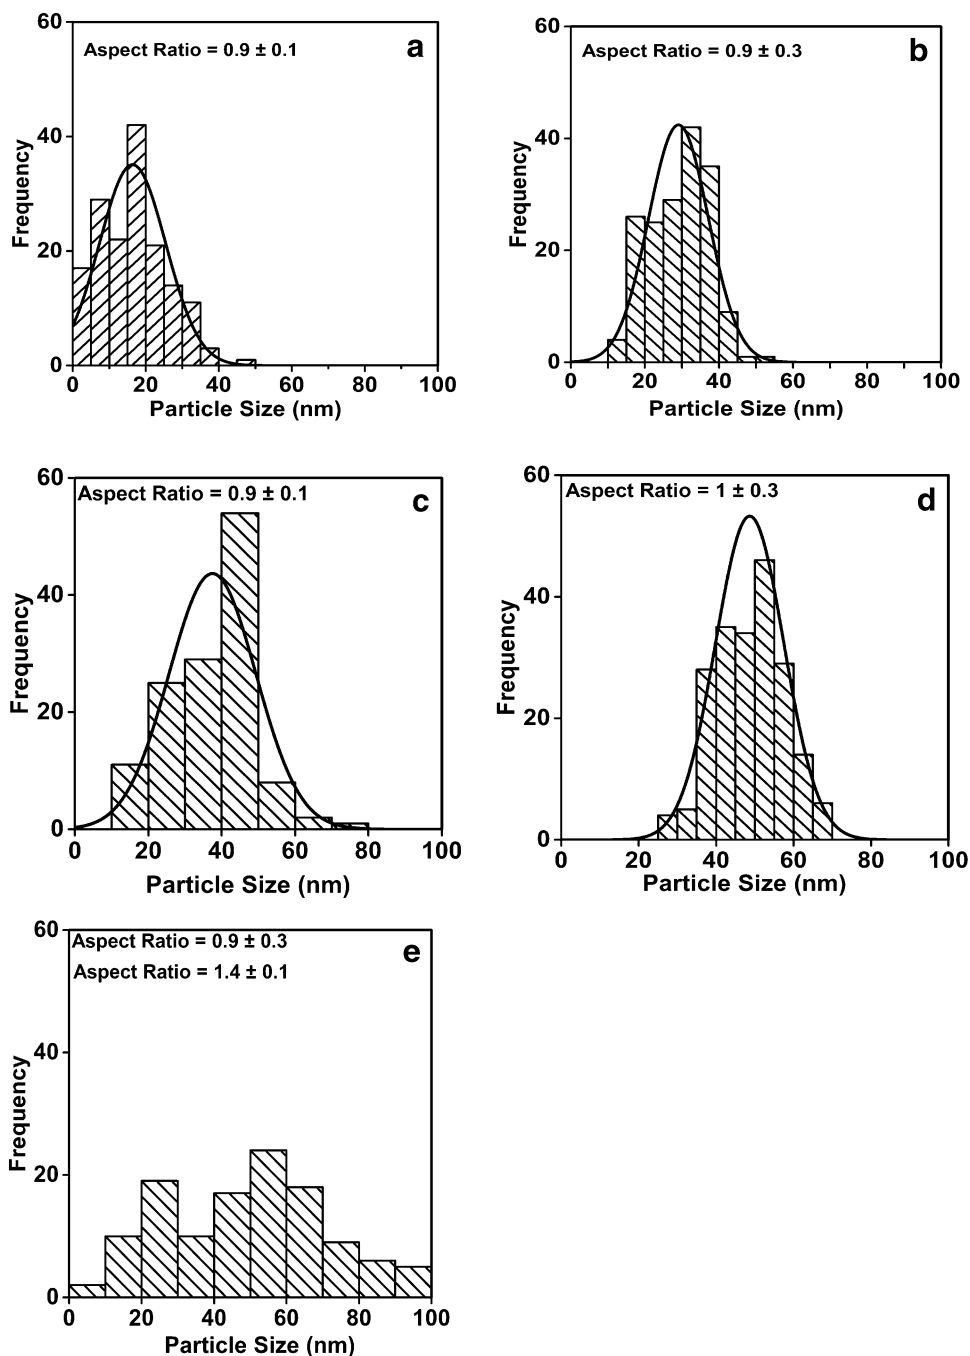 60
Aspect Ratio = 0.9 ± 0.1
a
40
20
0
Frequency
0 20 40 60 80 100
Particle Size (nm)
60
Aspect Ratio = 0.9 ± 0.3
b
40
20
0
Frequency
0 20 40 60 80 100
Particle Size (nm)
60
Aspect Ratio = 0.9 ± 0.1
c
40
20
0
Frequency
0 20 40 60 80 100
Particle Size (nm)
60
Aspect Ratio = 1 ± 0.3
d
40
20
0
Frequency
0 20 40 60 80 100
Particle Size (nm)
60
Aspect Ratio = 0.9 ± 0.3
e
Aspect Ratio = 1.4 ± 0.1
40
20
0
Frequency
0 20 40 60 80 100
Particle Size (nm)